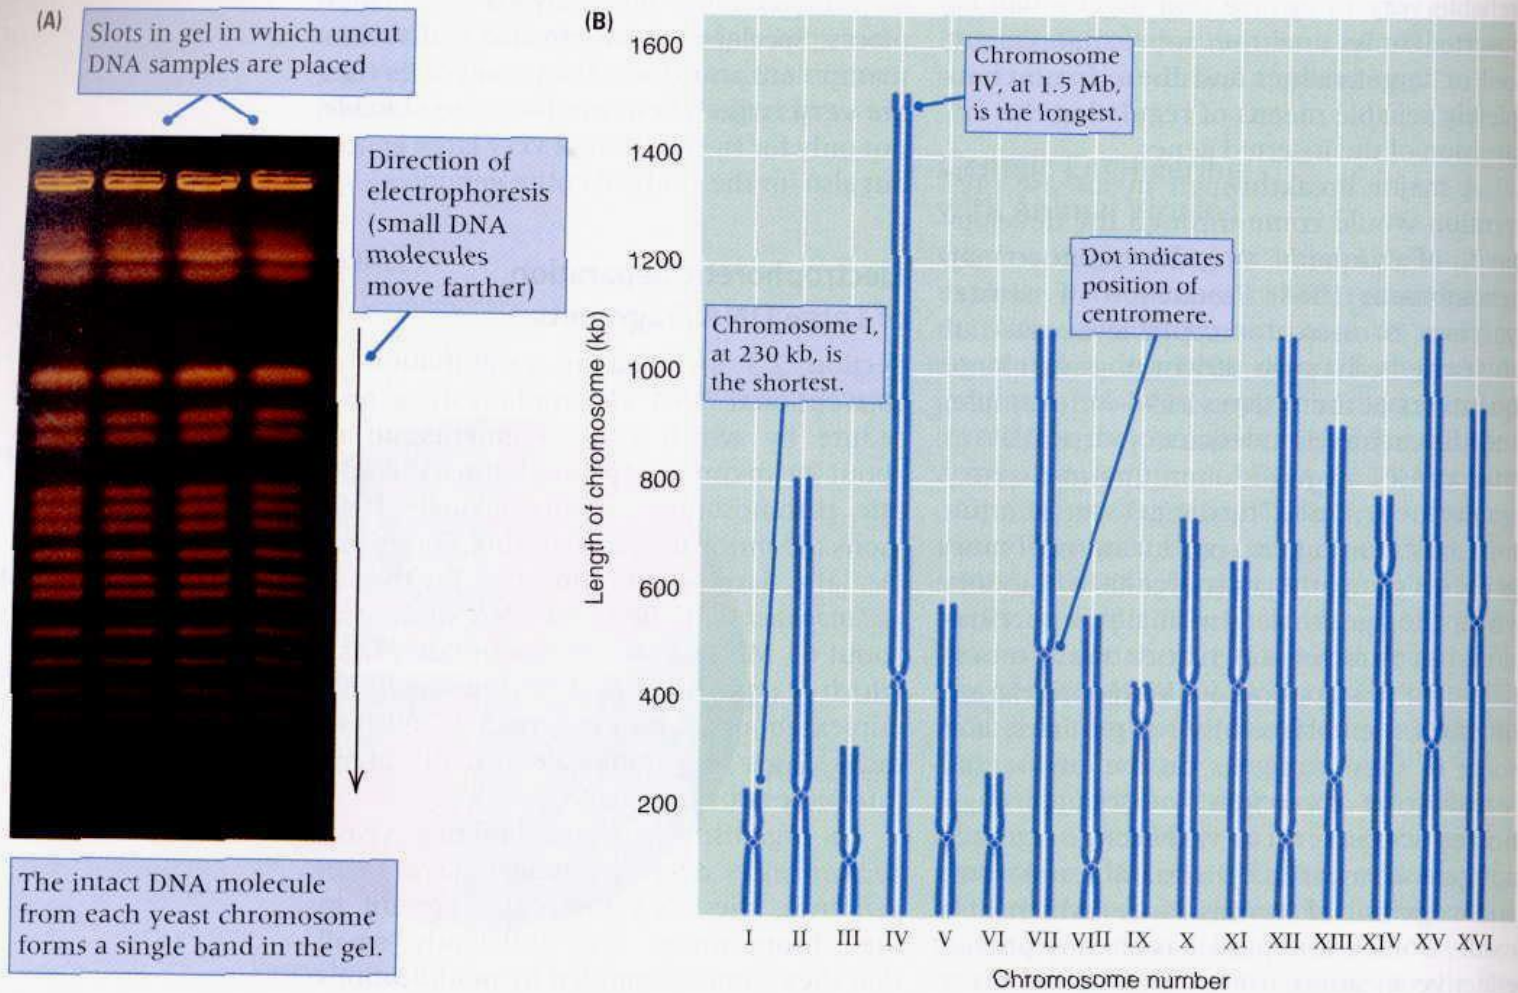 (A)
Slots in gel in which uncut
DNA samples are placed
Direction of
electrophoresis
(small DNA
molecules
move farther)
The intact DNA molecule
from each yeast chromosome
forms a single band in the gel.
(B)
Length of chromosome (kb)
1600
1400
1200
1000
800
600
400
200
Chromosome
IV, at 1.5 Mb,
is the longest.
Dot indicates
position of
centromere.
Chromosome I,
at 230 kb, is
the shortest.
I II III IV V VI VII VIII IX X XI XII XIII XIV XV XVI
Chromosome number